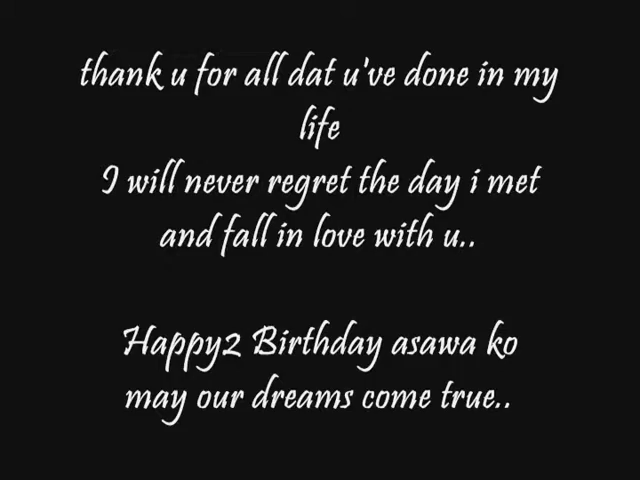 thank u for all dat u've done in my
life
I will never regret the day i met
and fall in love with u..
Happy2 Birthday asawa ko
may our dreams come true..